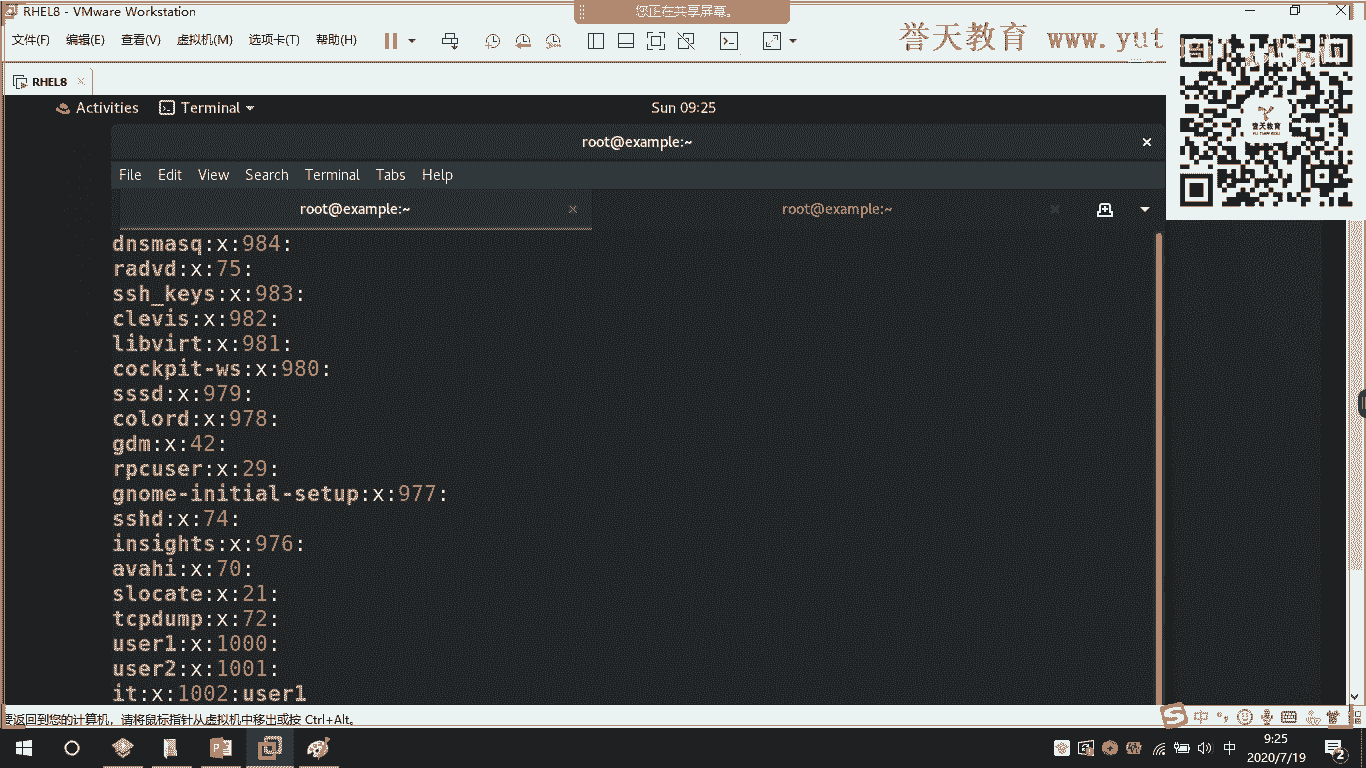 RHEL8 - VMware Workstation
您正在共享屏幕。
文件(F) 编辑(E) 查看(V) 虚拟机(M) 选项卡(T) 帮助(H)
誉天教育 www.yut
RHEL8
誉天教育
Activities Terminal Sun 09:25
root@example:~
File Edit View Search Terminal Tabs Help
root@example:~ root@example:~
dnsmasq:x:984:
radvd:x:75:
ssh_keys:x:983:
clevis:x:982:
libvirt:x:981:
cockpit-ws:x:980:
sssd:x:979:
colord:x:978:
gdm:x:42:
rpcuser:x:29:
gnome-initial-setup:x:977:
sshd:x:74:
insights:x:976:
avahi:x:70:
slocate:x:21:
tcpdump:x:72:
user1:x:1000:
user2:x:1001:
it:x:1002:user1
要返回到您的计算机，请将鼠标指针从虚拟机中移出或按 Ctrl+Alt。
中
中
9:25
2020/7/19
2